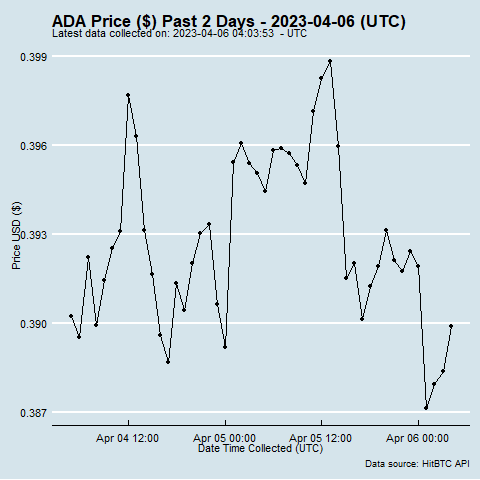 ADA Price ($) Past 2 Days - 2023-04-06 (UTC)
Latest data collected on: 2023-04-06 04:03:53 - UTC
0.399
0.396
0.393
0.390
0.387
Price USD ($)
Apr 04 12:00 Apr 05 00:00 Apr 05 12:00 Apr 06 00:00
Date Time Collected (UTC)
Data source: HitBTC API